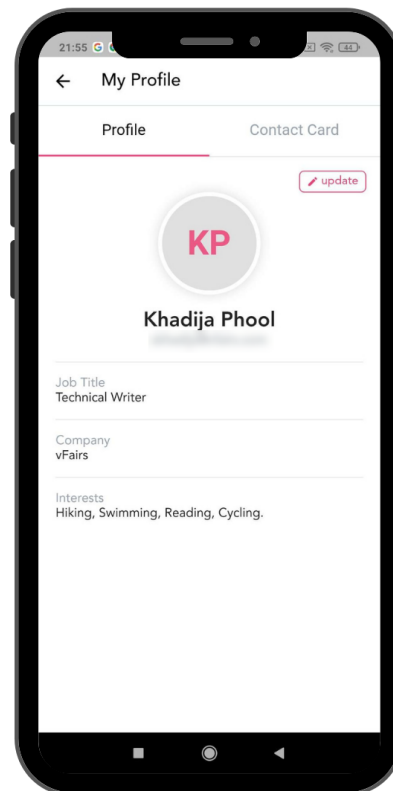 21:55
44
My Profile
Profile
Contact Card
update
KP
Khadija Phool
Job Title
Technical Writer
Company
vFairs
Interests
Hiking, Swimming, Reading, Cycling.